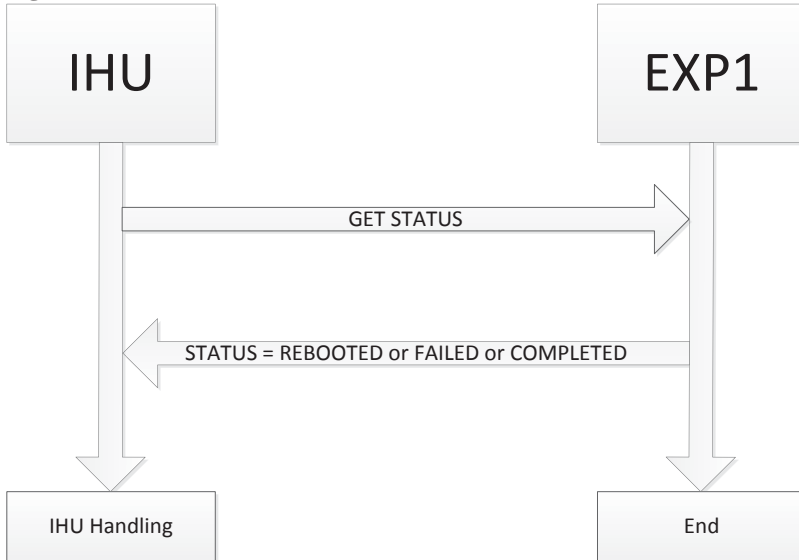 IHU
EXP1
GET STATUS
STATUS = REBOOTED or FAILED or COMPLETED
IHU Handling
End